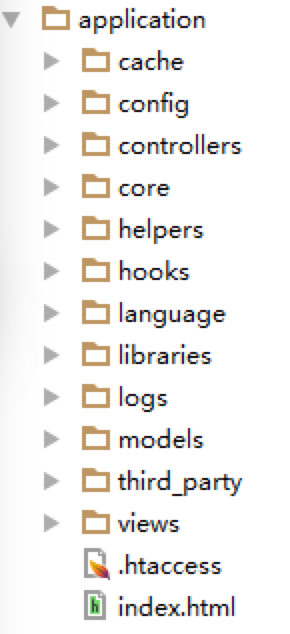 application
cache
config
controllers
core
helpers
hooks
language
libraries
logs
models
third_party
views
.htaccess
index.html